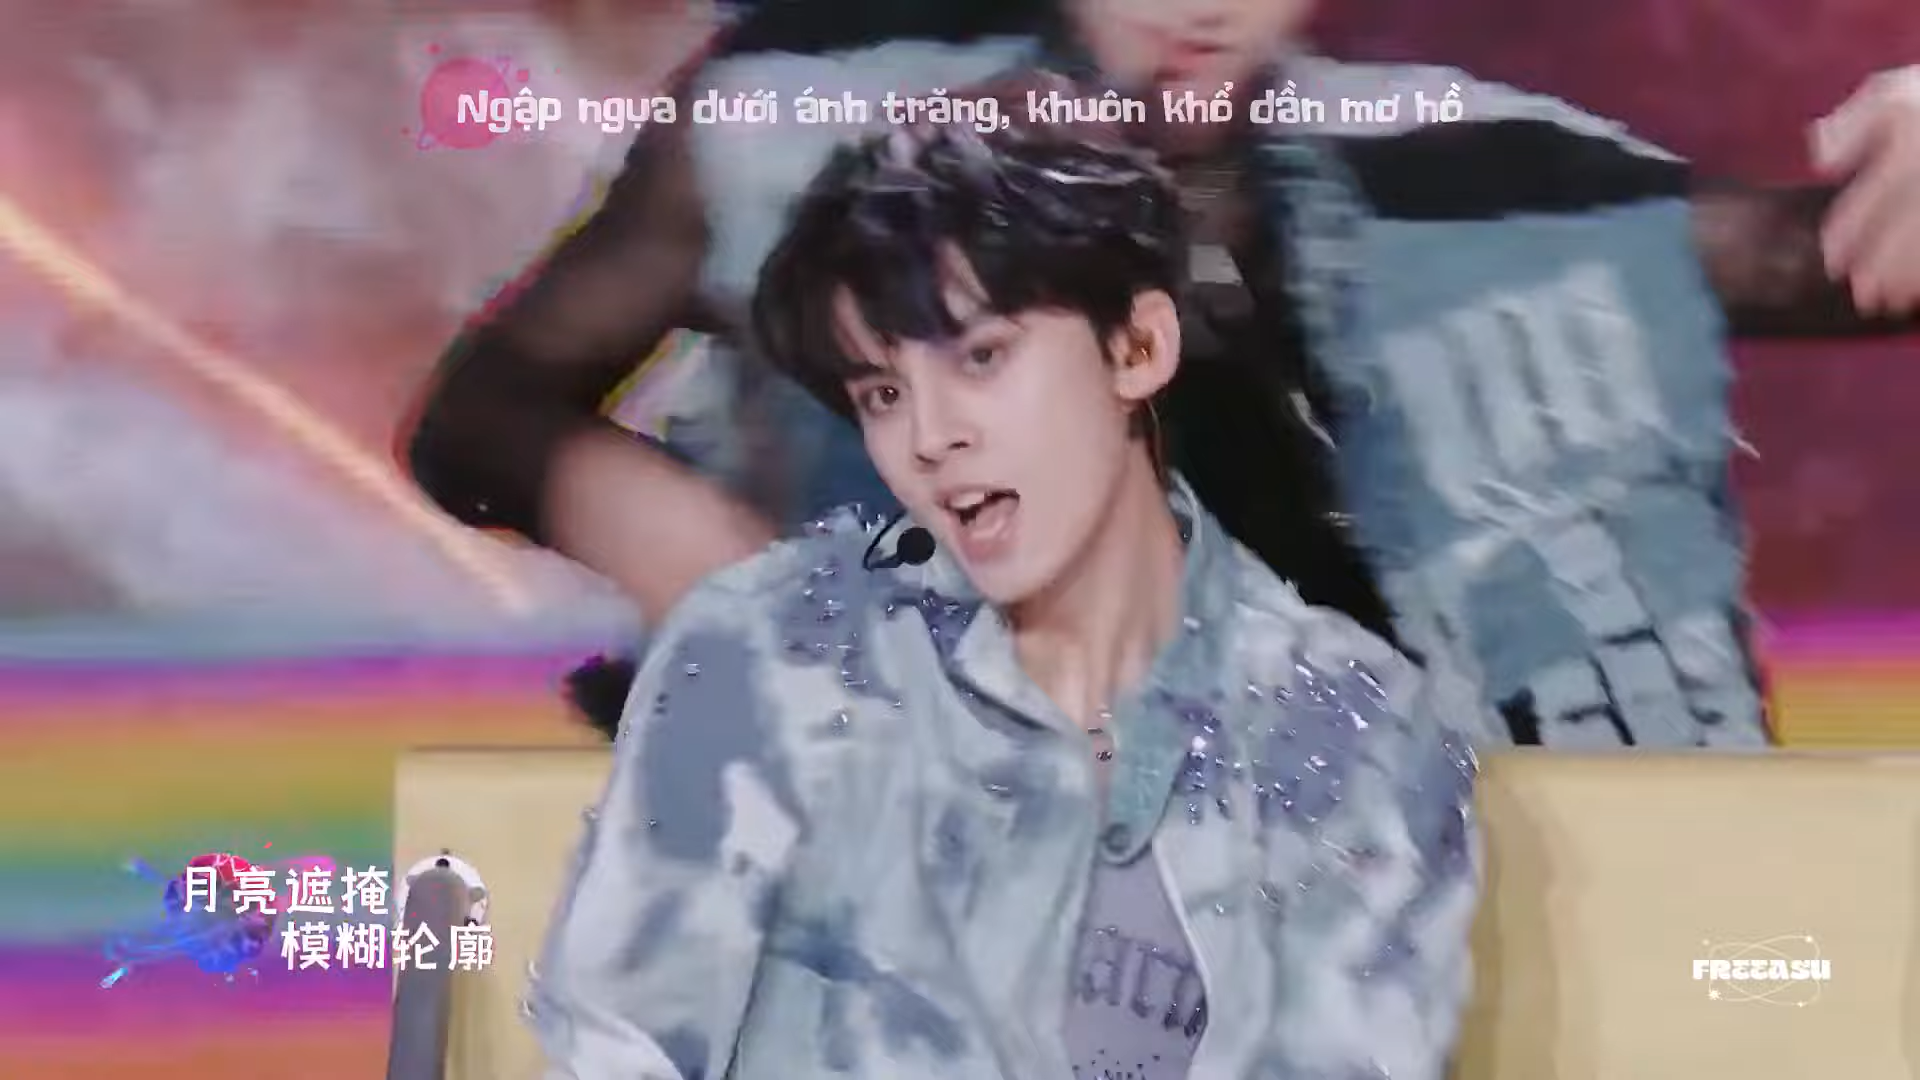 Ngập ngụa dưới ánh trăng, khuôn khổ dần mơ hồ
月亮遮掩
模糊轮廓
FREEASU